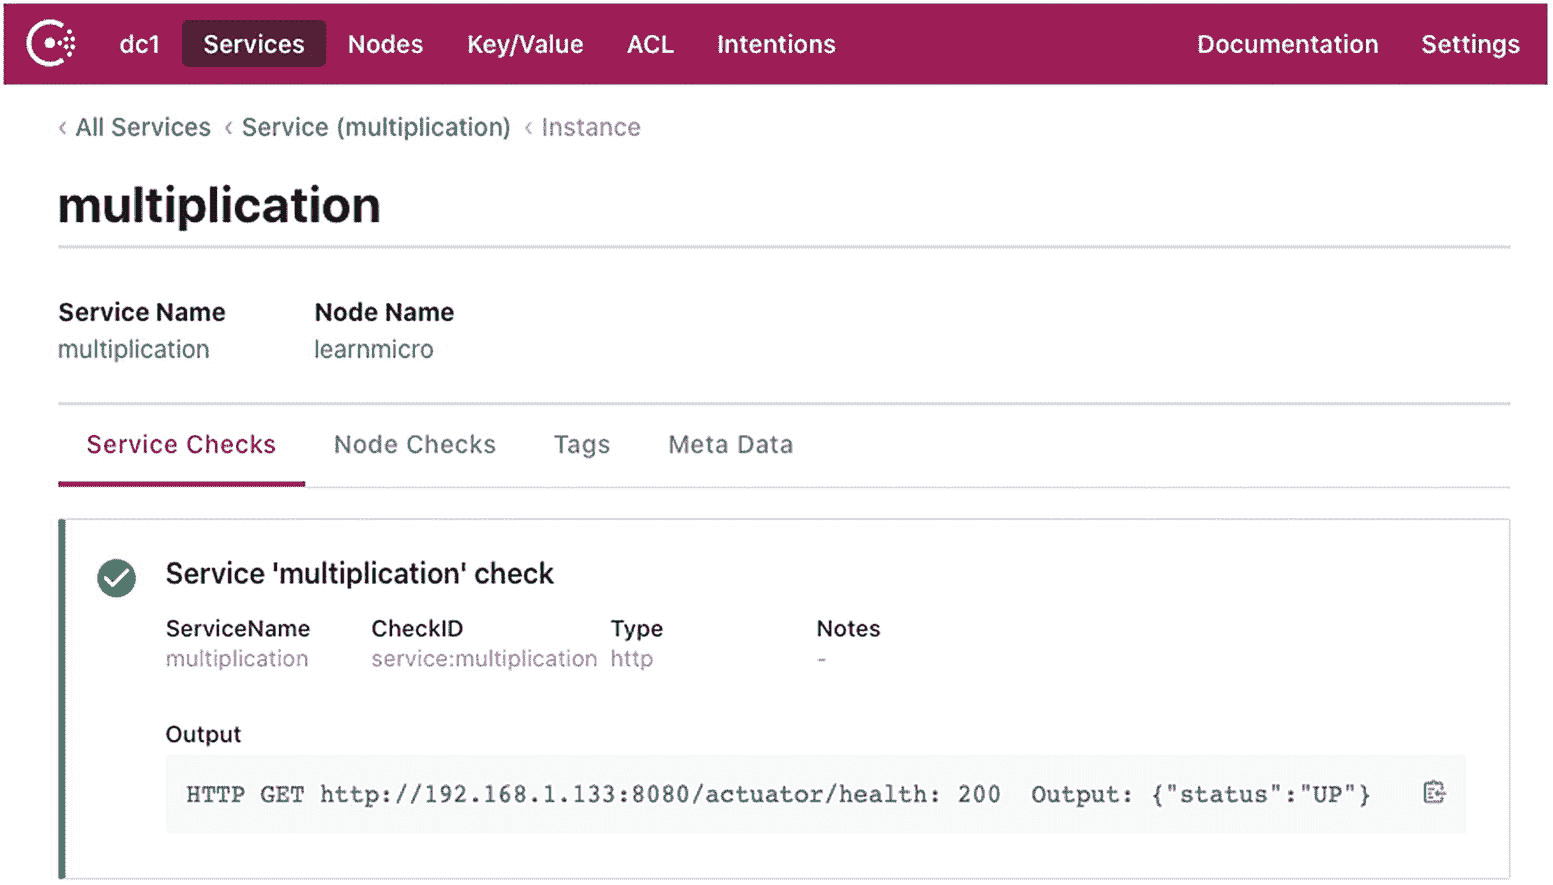 dc1 Services Nodes Key/Value ACL Intentions Documentation Settings
‹ All Services ‹ Service (multiplication) ‹ Instance
multiplication
Service Name Node Name
multiplication learnmicro
Service Checks Node Checks Tags Meta Data
Service 'multiplication' check
ServiceName CheckID Type Notes
multiplication service:multiplication http -
Output
HTTP GET http://192.168.1.133:8080/actuator/health: 200 Output: {"status":"UP"}